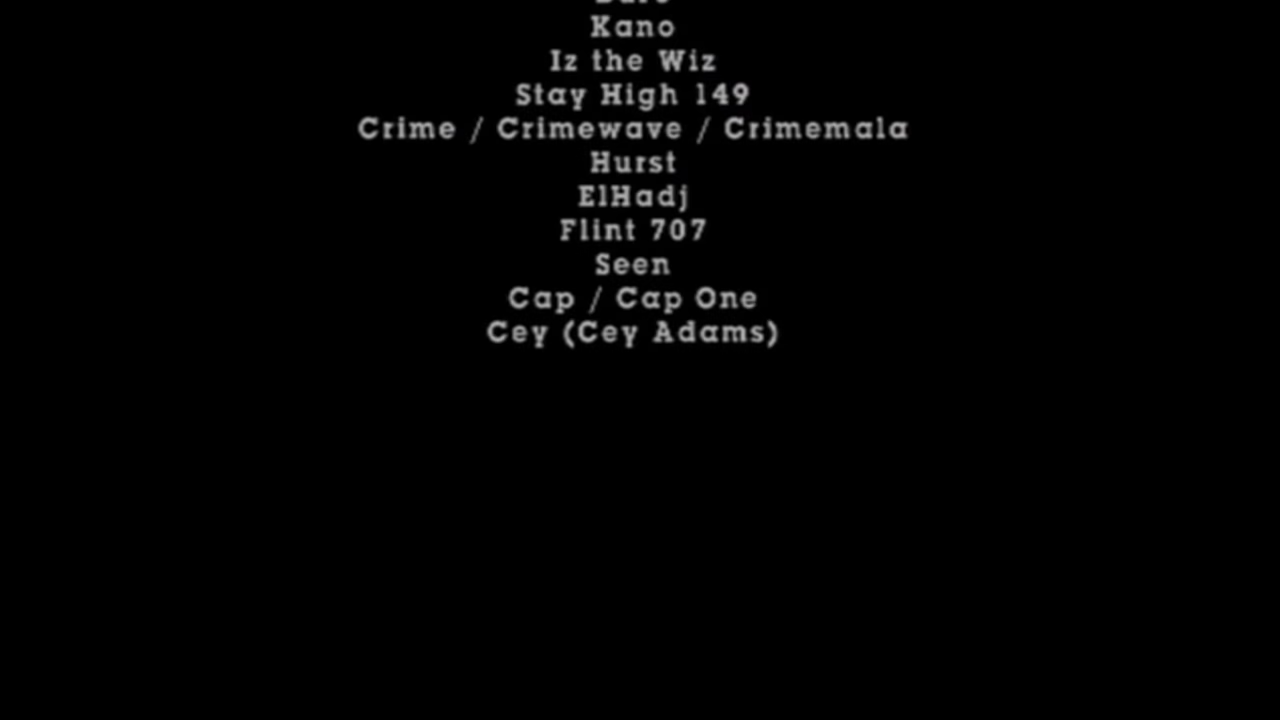 Kano
Iz the Wiz
Stay High 149
Crime / Crimewave / Crimemala
Hurst
ElHadj
Flint 707
Seen
Cap / Cap One
Cey (Cey Adams)